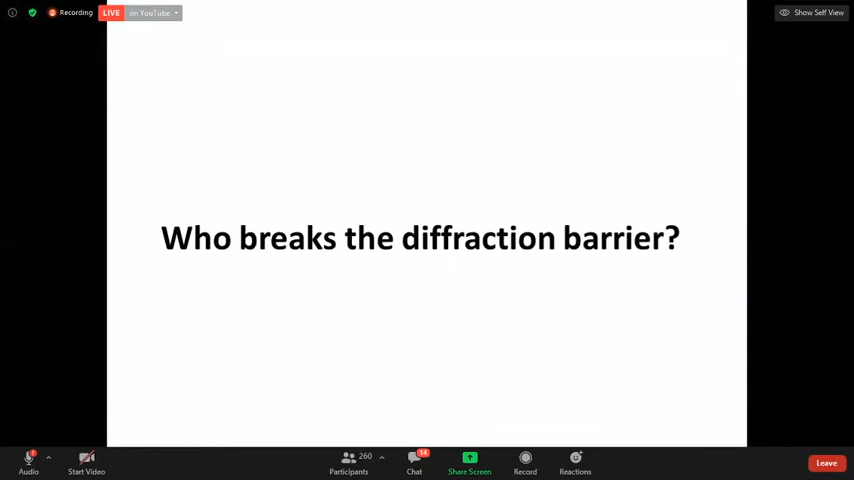 Recording
LIVE on YouTube
Show Self View
Who breaks the diffraction barrier?
Audio
Start Video
260
Participants
14
Chat
Share Screen
Record
Reactions
Leave